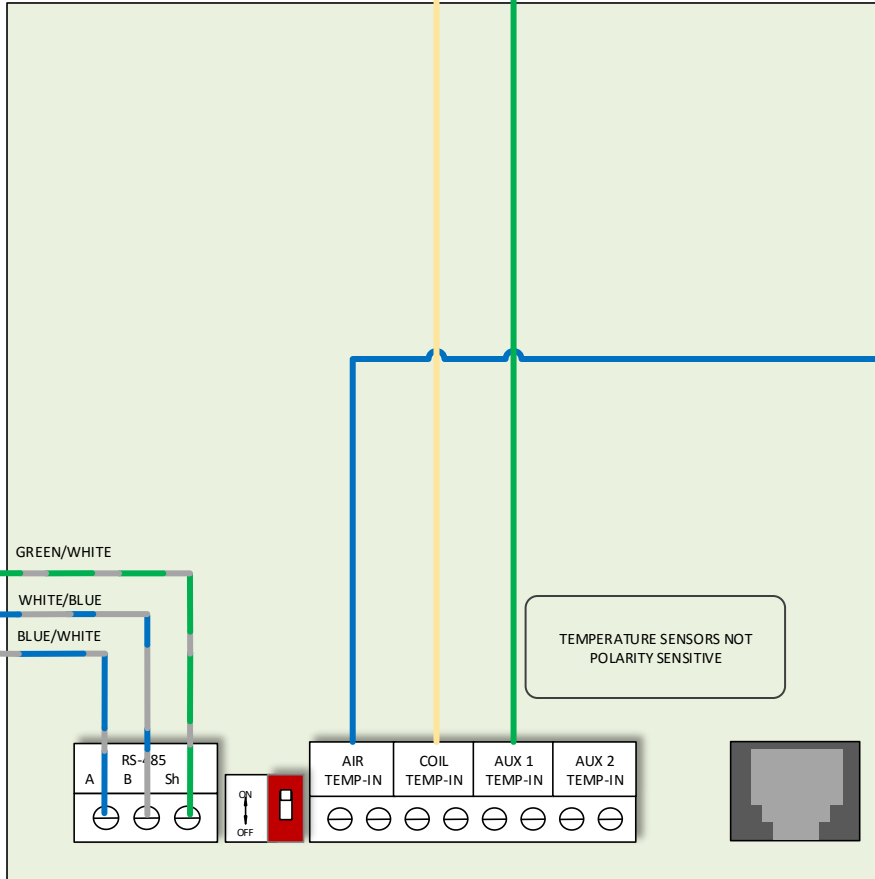 GREEN/WHITE
WHITE/BLUE
BLUE/WHITE
TEMPERATURE SENSORS NOT
POLARITY SENSITIVE
RS-485
A B Sh
ON
OFF
AIR
TEMP-IN
COIL
TEMP-IN
AUX 1
TEMP-IN
AUX 2
TEMP-IN